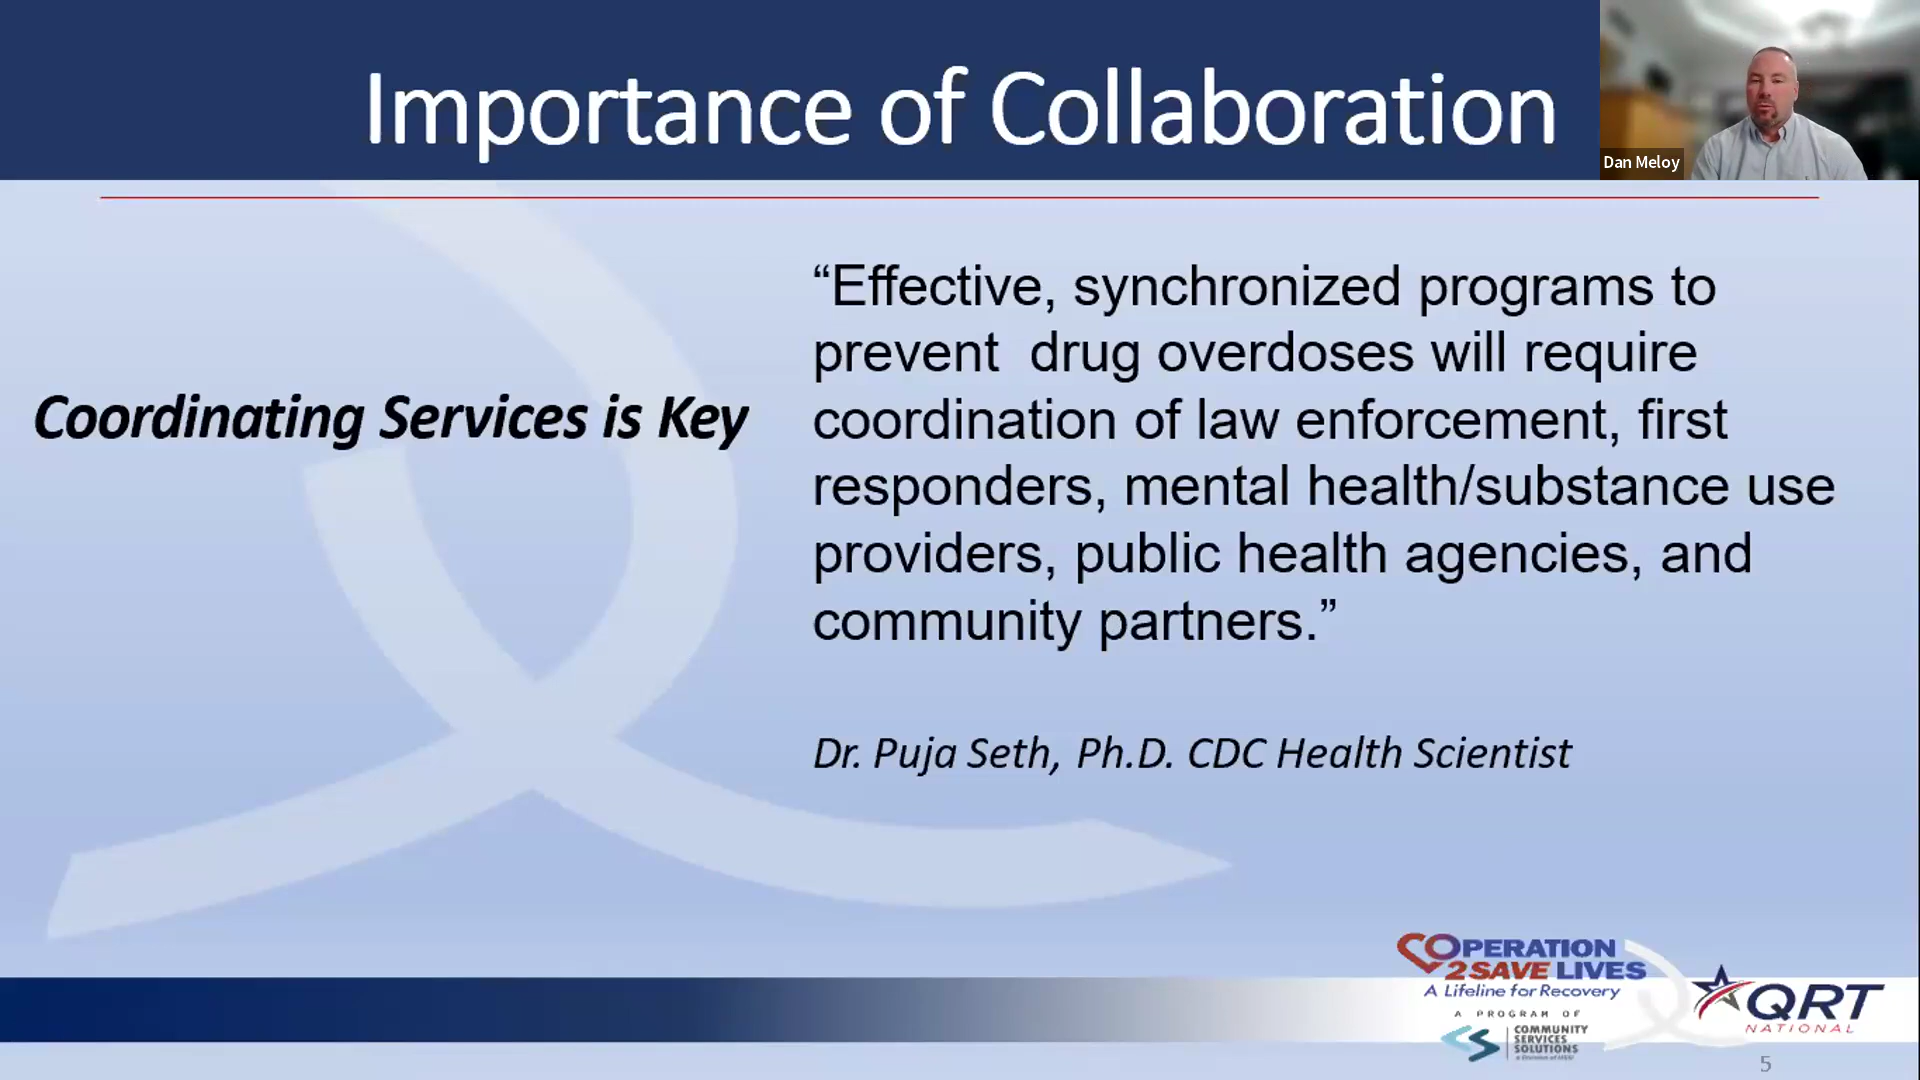 Importance of Collaboration
Dan Meloy
Coordinating Services is Key
“Effective, synchronized programs to
prevent  drug overdoses will require
coordination of law enforcement, first
responders, mental health/substance use
providers, public health agencies, and
community partners.”
Dr. Puja Seth, Ph.D. CDC Health Scientist
OPERATION
2SAVE LIVES
A Lifeline for Recovery
A PROGRAM OF
COMMUNITY
SERVICES
SOLUTIONS
QRT
NATIONAL
5